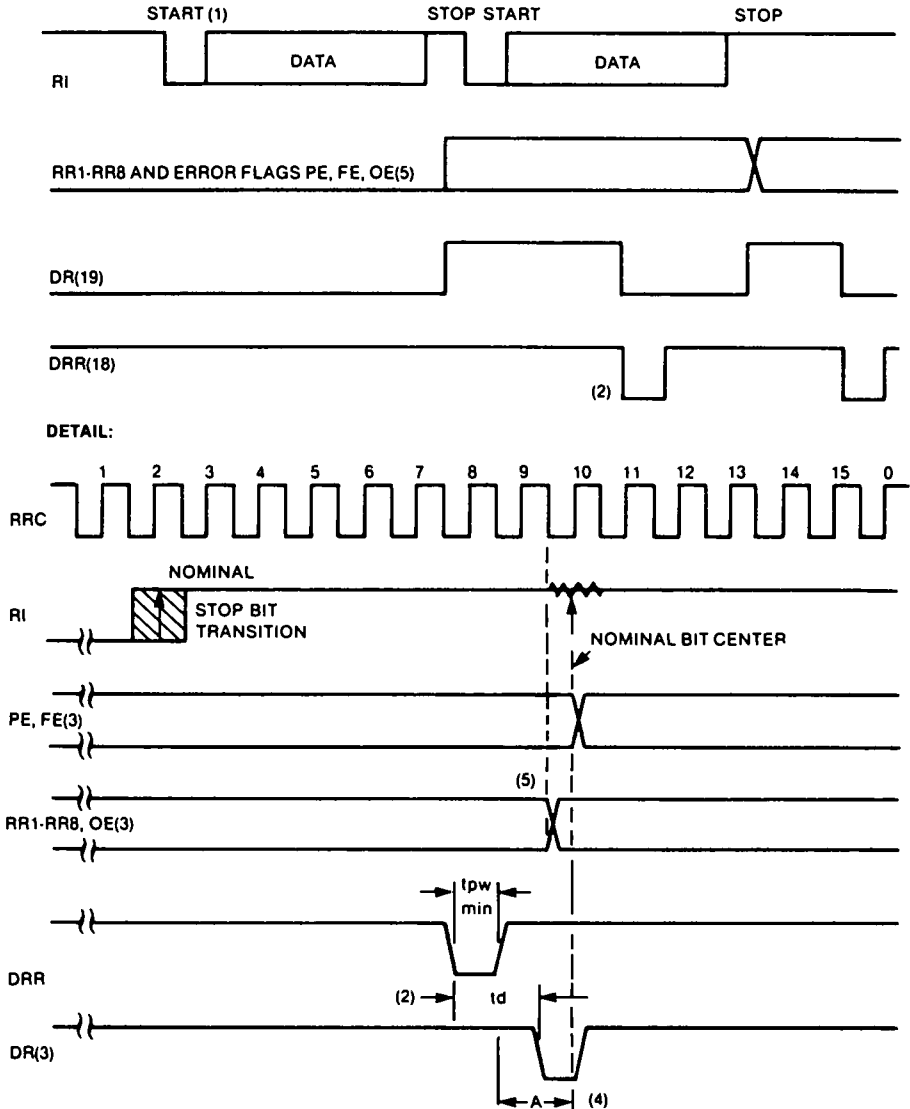 START (1) STOP START STOP
DATA DATA
RI
RR1-RR8 AND ERROR FLAGS PE, FE, OE(5)
DR(19)
DRR(18)
(2)
DETAIL:
1 2 3 4 5 6 7 8 9 10 11 12 13 14 15 0
RRC
NOMINAL
RI
STOP BIT
TRANSITION
NOMINAL BIT CENTER
PE, FE(3)
(5)
RR1-RR8, OE(3)
tpw
min
DRR
(2) td
DR(3)
A (4)